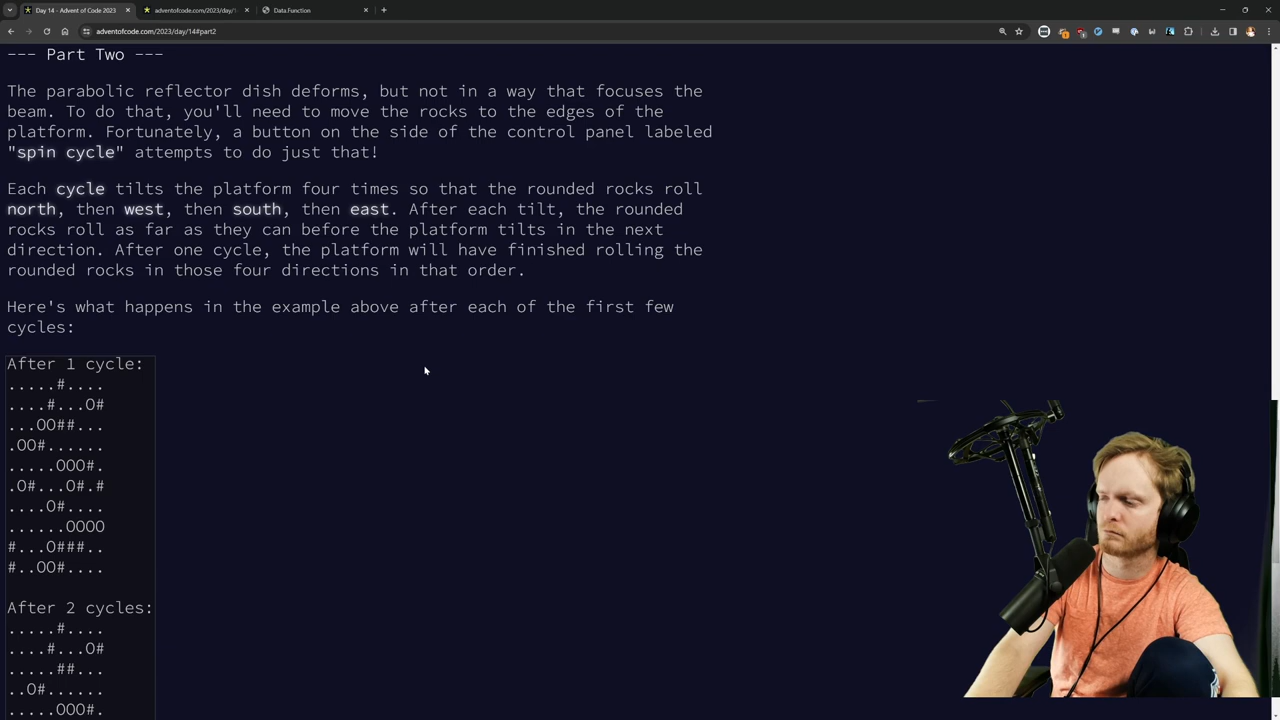 Day 14 - Advent of Code 2023
adventofcode.com/2023/day/
Data.Function
adventofcode.com/2023/day/14#part2
--- Part Two ---
The parabolic reflector dish deforms, but not in a way that focuses the
beam. To do that, you'll need to move the rocks to the edges of the
platform. Fortunately, a button on the side of the control panel labeled
"spin cycle" attempts to do just that!
Each cycle tilts the platform four times so that the rounded rocks roll
north, then west, then south, then east. After each tilt, the rounded
rocks roll as far as they can before the platform tilts in the next
direction. After one cycle, the platform will have finished rolling the
rounded rocks in those four directions in that order.
Here's what happens in the example above after each of the first few
cycles:
After 1 cycle:
.....#....
....#...O#
...OO##...
.OO#......
.....OOO#.
.O#...O#.#
....O#....
......OOOO
#...O###..
#..OO#....
After 2 cycles:
.....#....
....#...O#
.....##...
..O#......
.....OOO#.